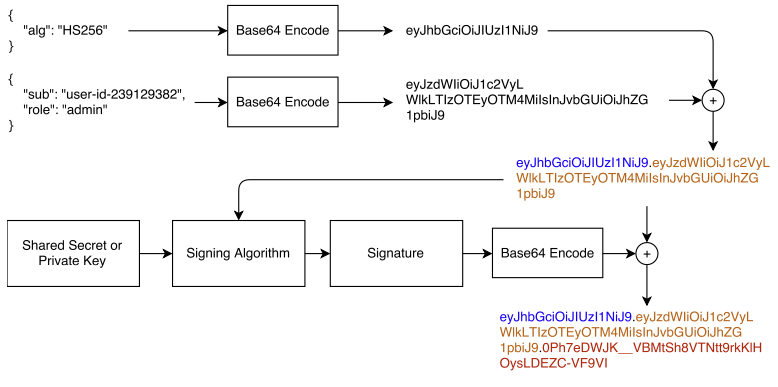 {
"alg": "HS256"
}
Base64 Encode
eyJhbGciOiJIUzI1NiJ9
{
"sub": "user-id-239129382",
"role": "admin"
}
Base64 Encode
eyJzdWIiOiJ1c2VyL
WlkLTIzOTEyOTM4MiIsInJvbGUiOiJhZG
1pbiJ9
+
eyJhbGciOiJIUzI1NiJ9.eyJzdWIiOiJ1c2VyL
WlkLTIzOTEyOTM4MiIsInJvbGUiOiJhZG
1pbiJ9
Shared Secret or
Private Key
Signing Algorithm
Signature
Base64 Encode
+
eyJhbGciOiJIUzI1NiJ9.eyJzdWIiOiJ1c2VyL
WlkLTIzOTEyOTM4MiIsInJvbGUiOiJhZG
1pbiJ9.0Ph7eDWJK__VBMtSh8VTNtt9rkKlH
OysLDEZC-VF9VI